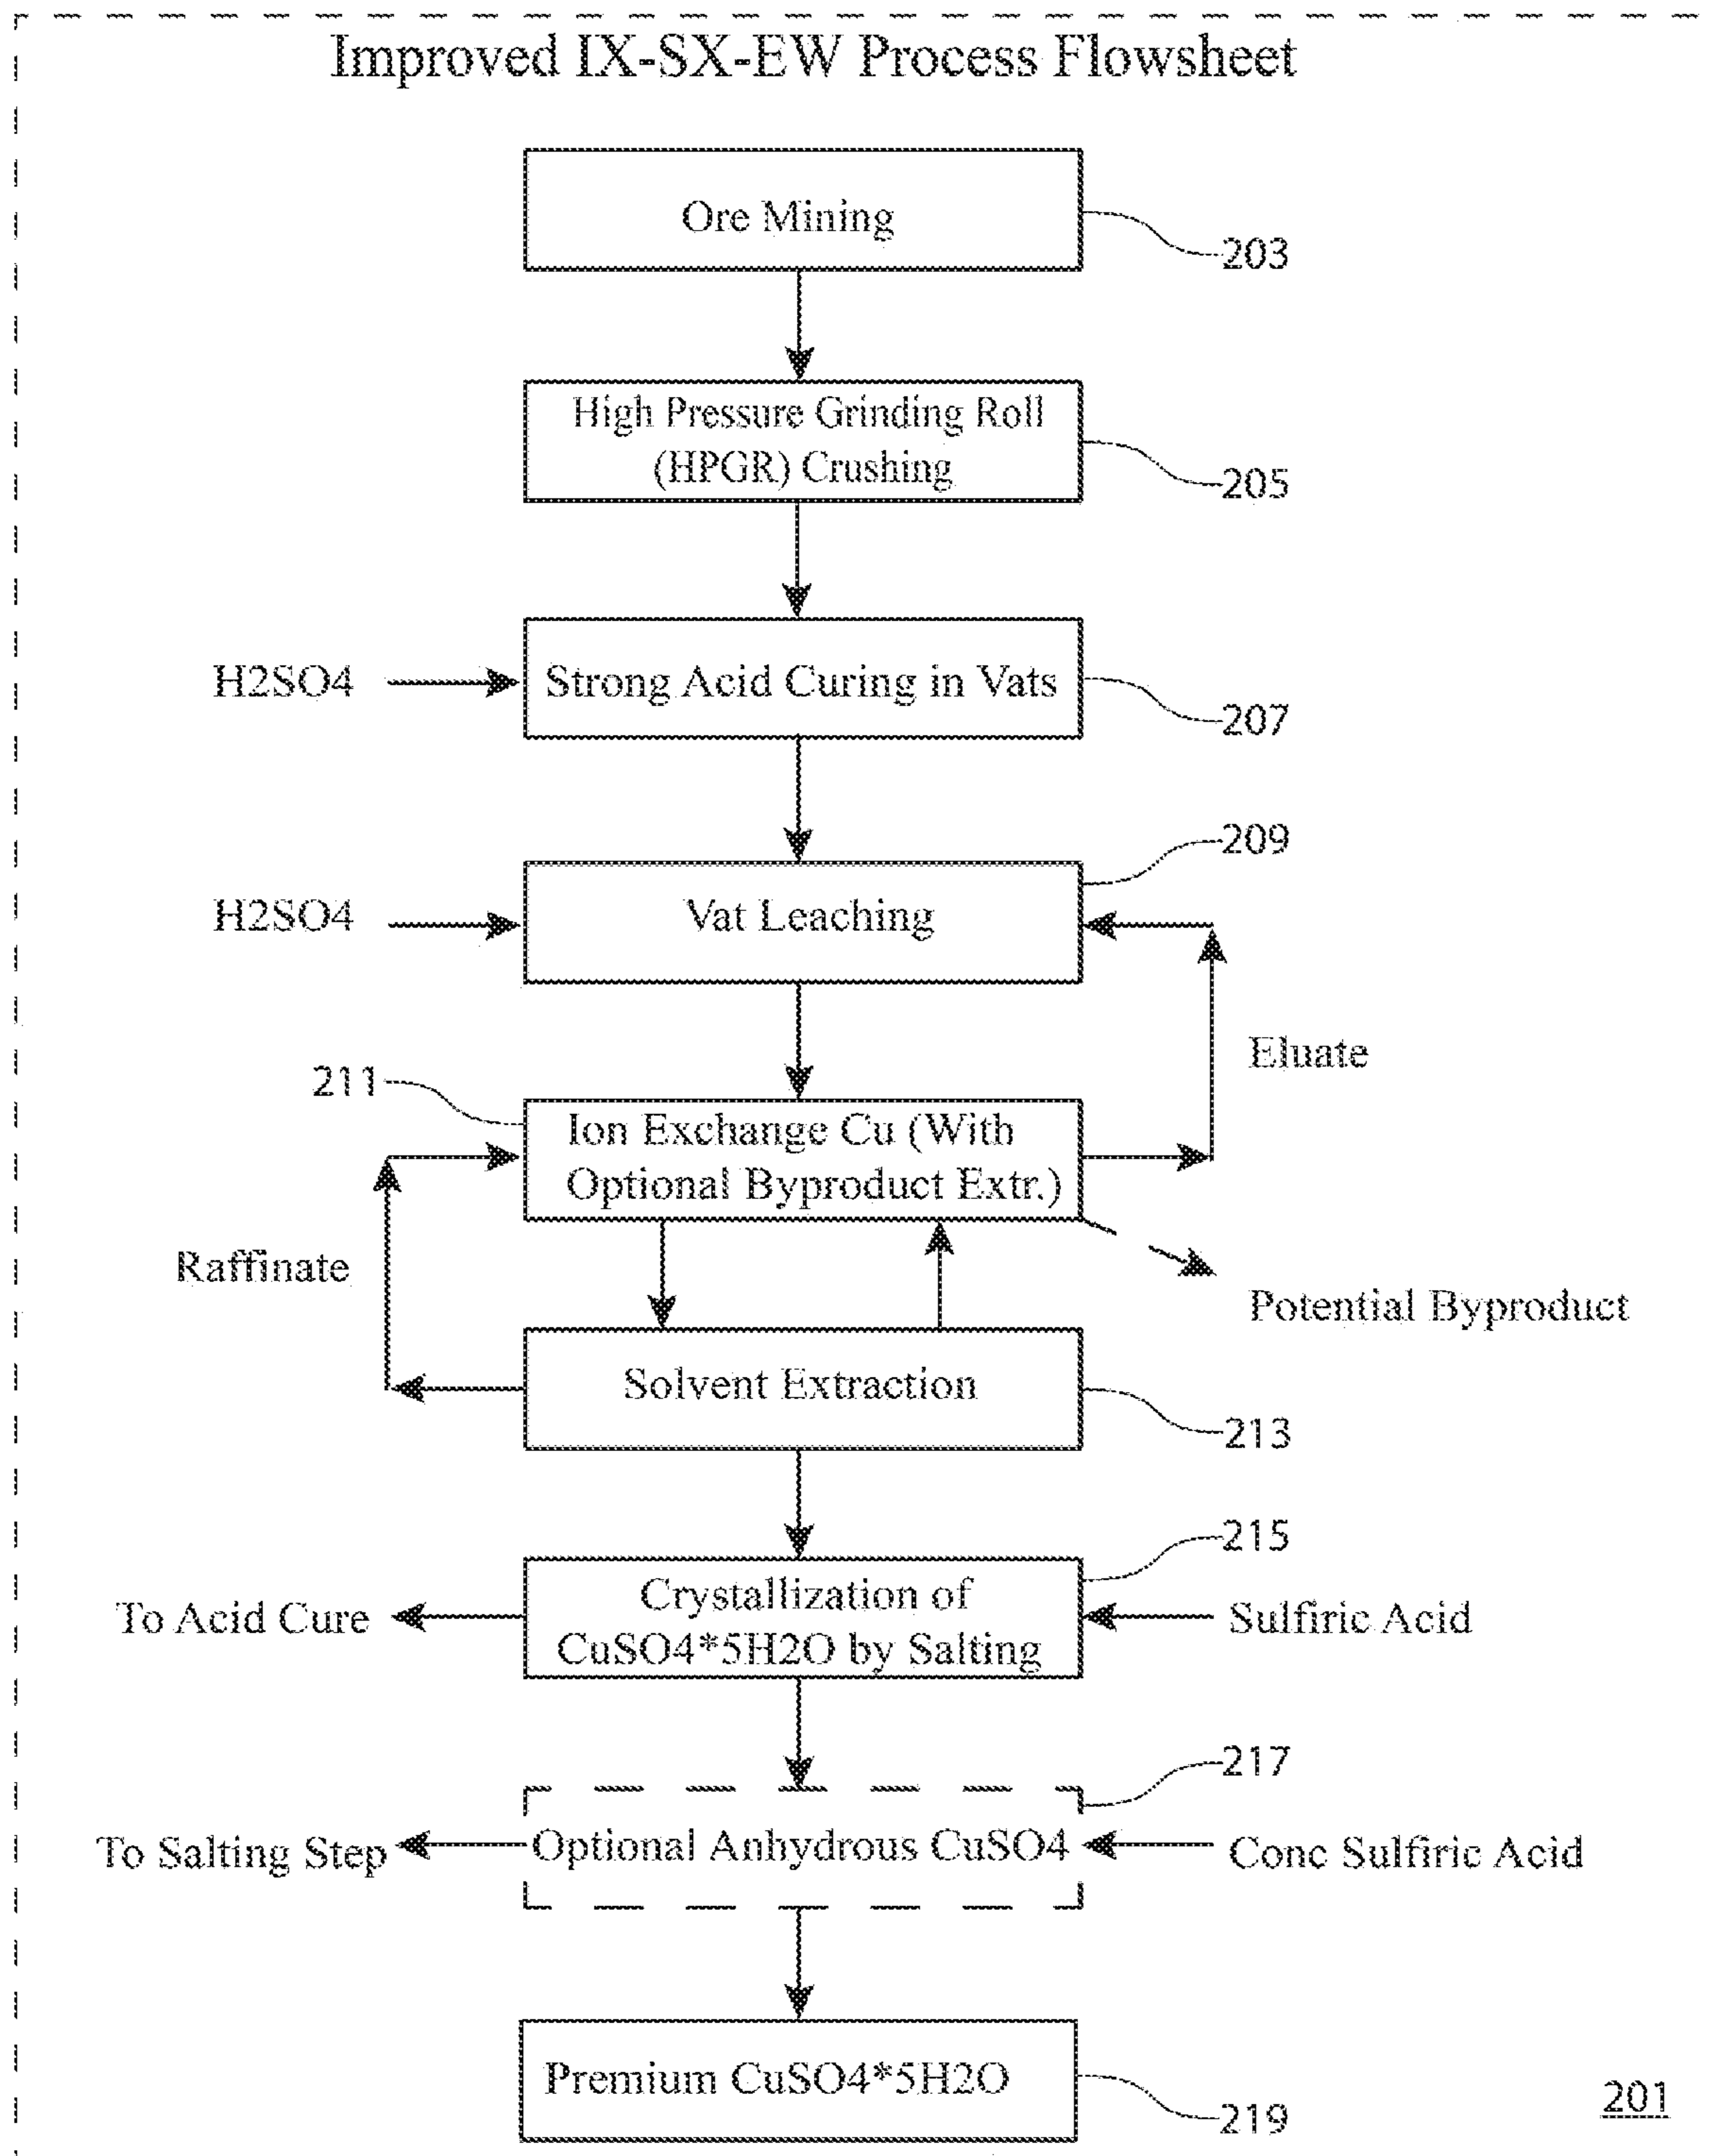 Improved IX-SX-EW Process Flowsheet
Ore Mining
203
High Pressure Grinding Roll
(HPGR) Crushing
205
H2SO4
Strong Acid Curing in Vats
207
209
H2SO4
Vat Leaching
Eluate
211
Ion Exchange Cu (With
Optional Byproduct Extr.)
Raffinate
Potential Byproduct
Solvent Extraction
213
215
To Acid Cure
Crystallization of
CuSO4*5H2O by Salting
Sulfiric Acid
217
To Salting Step
Optional Anhydrous CuSO4
Conc Sulfiric Acid
Premium CuSO4*5H2O
219
201